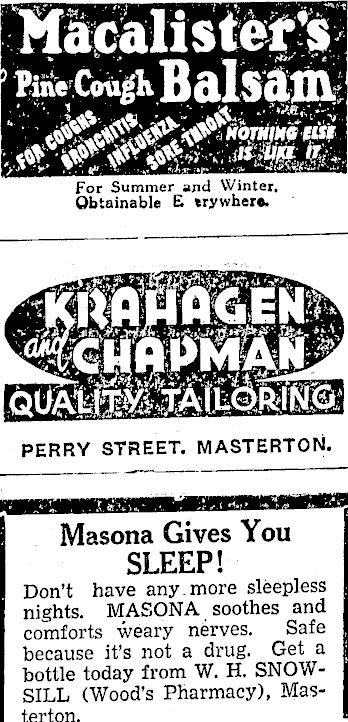 Macalister's
Pine Cough Balsam
FOR COUGHS
BRONCHITIS
INFLUENZA
SORE THROAT
NOTHING ELSE
IS LIKE IT
For Summer and Winter.
Obtainable E erywhere.
KRAHAGEN
and CHAPMAN
QUALITY TAILORING
PERRY STREET. MASTERTON.
Masona Gives You
SLEEP!
Don't have any more sleepless
nights. MASONA soothes and
comforts weary nerves. Safe
because it's not a drug. Get a
bottle today from W. H. SNOW-
SILL (Wood's Pharmacy), Mas-
terton.